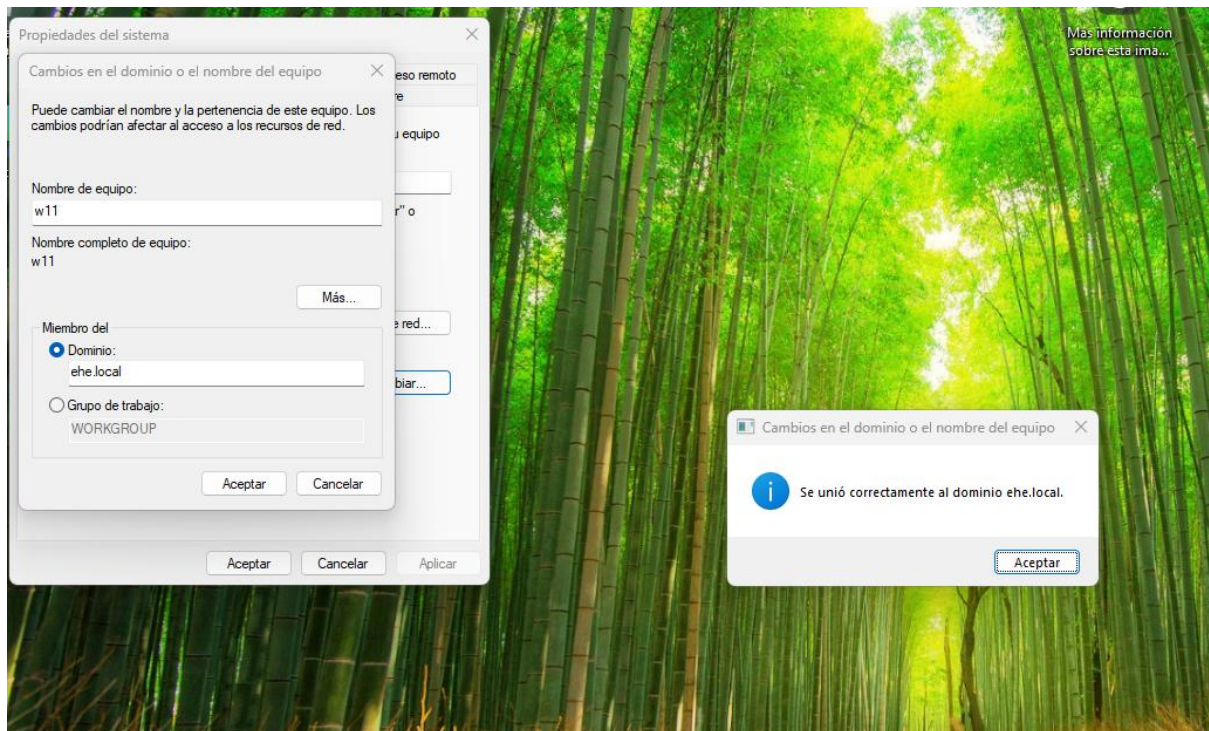 Propiedades del sistema
Cambios en el dominio o el nombre del equipo
eso remoto
re
Puede cambiar el nombre y la pertenencia de este equipo. Los
cambios podrían afectar al acceso a los recursos de red.
u equipo
Nombre de equipo:
w11
r" o
Nombre completo de equipo:
w11
Más...
Miembro del
e red...
Dominio:
ehe.local
biar...
Grupo de trabajo:
WORKGROUP
Aceptar Cancelar
Aceptar Cancelar Aplicar
Más información
sobre esta ima...
Cambios en el dominio o el nombre del equipo
Se unió correctamente al dominio ehe.local.
Aceptar